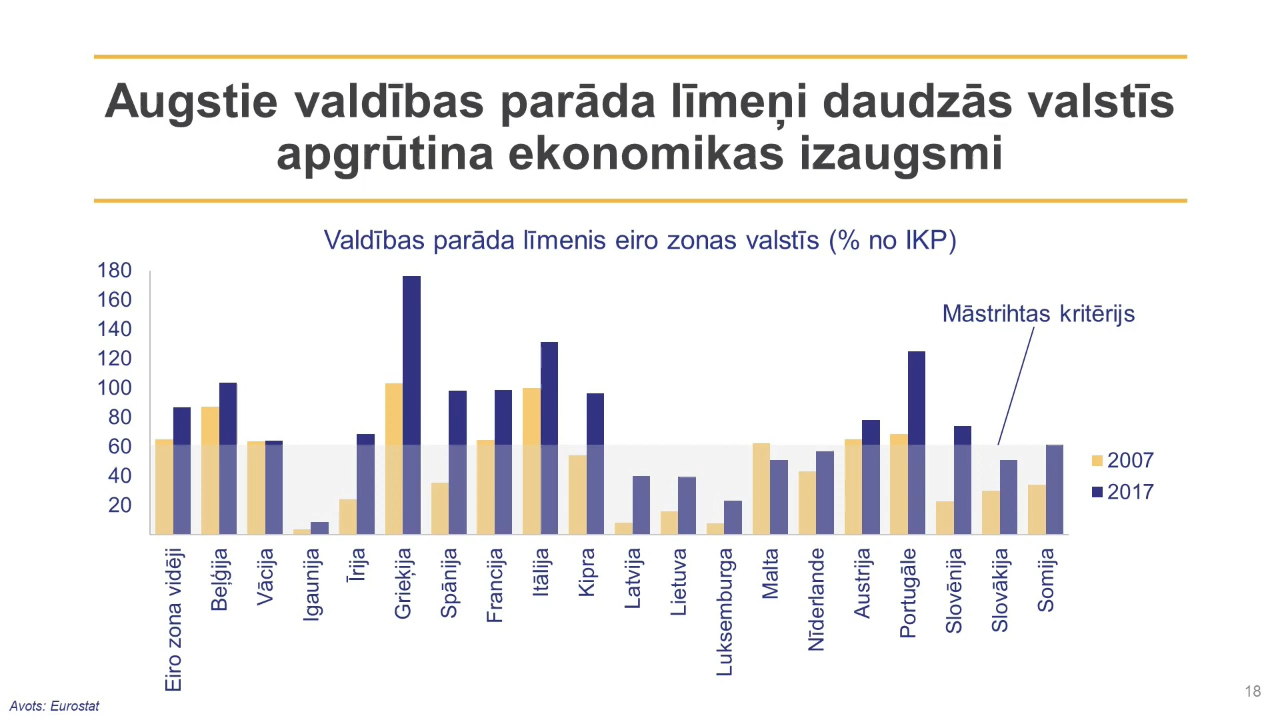 Augstie valdības parāda līmeņi daudzās valstīs
apgrūtina ekonomikas izaugsmi
Valdības parāda līmenis eiro zonas valstīs (% no IKP)
180
160
140
120
100
80
60
40
20
Māstrihtas kritērijs
2007
2017
Eiro zona vidēji
Beļģija
Vācija
Igaunija
Īrija
Grieķija
Spānija
Francija
Itālija
Kipra
Latvija
Lietuva
Luksemburga
Malta
Nīderlande
Austrija
Portugāle
Slovēnija
Slovākija
Somija
Avots: Eurostat
18